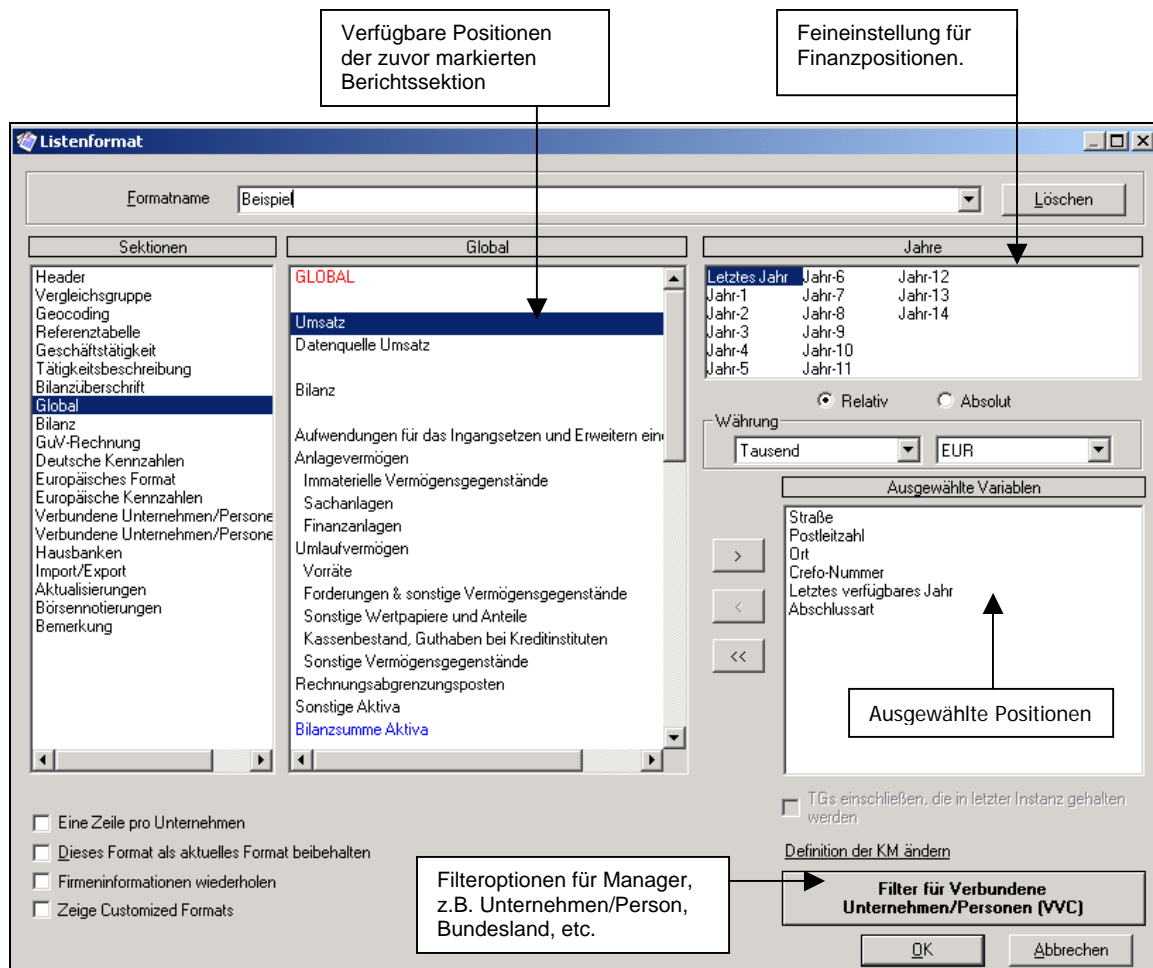 Verfügbare Positionen
der zuvor markierten
Berichtssektion
Feineinstellung für
Finanzpositionen.
Listenformat
Formatname
Beispiel
Löschen
Sektionen
Header
Vergleichsgruppe
Geocoding
Referenztabelle
Geschäftstätigkeit
Tätigkeitsbeschreibung
Bilanzüberschrift
Global
Bilanz
GuV-Rechnung
Deutsche Kennzahlen
Europäisches Format
Europäische Kennzahlen
Verbundene Unternehmen/Persone
Verbundene Unternehmen/Persone
Hausbanken
Import/Export
Aktualisierungen
Börsennotierungen
Bemerkung
Global
GLOBAL
Umsatz
Datenquelle Umsatz
Bilanz
Aufwendungen für das Ingangsetzen und Erweitern eine
Anlagevermögen
Immaterielle Vermögensgegenstände
Sachanlagen
Finanzanlagen
Umlaufvermögen
Vorräte
Forderungen & sonstige Vermögensgegenstände
Sonstige Wertpapiere und Anteile
Kassenbestand, Guthaben bei Kreditinstituten
Sonstige Vermögensgegenstände
Rechnungsabgrenzungsposten
Sonstige Aktiva
Bilanzsumme Aktiva
Jahre
Letztes Jahr Jahr-6 Jahr-12
Jahr-1 Jahr-7 Jahr-13
Jahr-2 Jahr-8 Jahr-14
Jahr-3 Jahr-9
Jahr-4 Jahr-10
Jahr-5 Jahr-11
Relativ Absolut
Währung
Tausend EUR
Ausgewählte Variablen
Straße
Postleitzahl
Ort
Crefo-Nummer
Letztes verfügbares Jahr
Abschlussart
>
<
<<
Ausgewählte Positionen
TGs einschließen, die in letzter Instanz gehalten
werden
Eine Zeile pro Unternehmen
Dieses Format als aktuelles Format beibehalten
Firmeninformationen wiederholen
Zeige Customized Formats
Filteroptionen für Manager,
z.B. Unternehmen/Person,
Bundesland, etc.
Definition der KM ändern
Filter für Verbundene
Unternehmen/Personen (VVC)
OK
Abbrechen